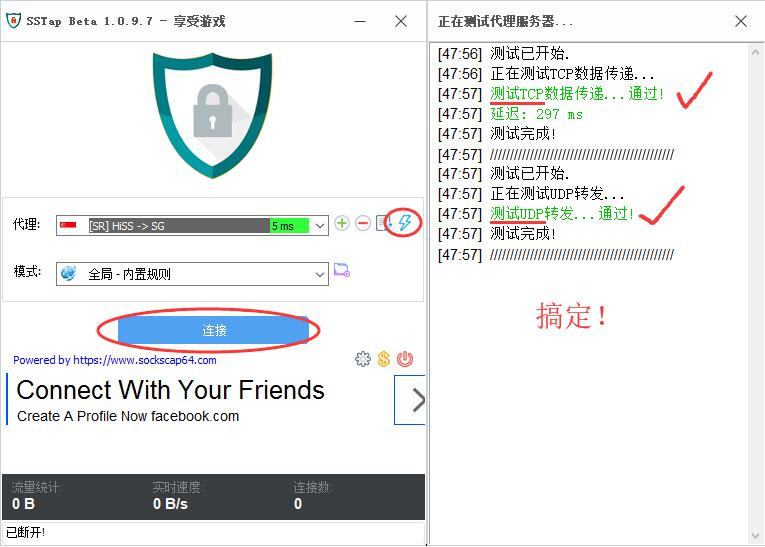 SSTap Beta 1.0.9.7 - 享受游戏
代理:
[SR] HiSS -> SG
5 ms
模式:
全局 - 内置规则
连接
Powered by https://www.sockscap64.com
Connect With Your Friends
Create A Profile Now facebook.com
流量统计:
实时速度:
连接数:
0 B
0 B/s
0
已断开!
正在测试代理服务器...
[47:56] 测试已开始.
[47:56] 正在测试TCP数据传递...
[47:57] 测试TCP数据传递...通过!
[47:57] 延迟: 297 ms
[47:57] 测试完成!
[47:57] //////////////////////////////////////////////
[47:57] 测试已开始.
[47:57] 正在测试UDP转发...
[47:57] 测试UDP转发...通过!
[47:57] 测试完成!
[47:57] //////////////////////////////////////////////
搞定!